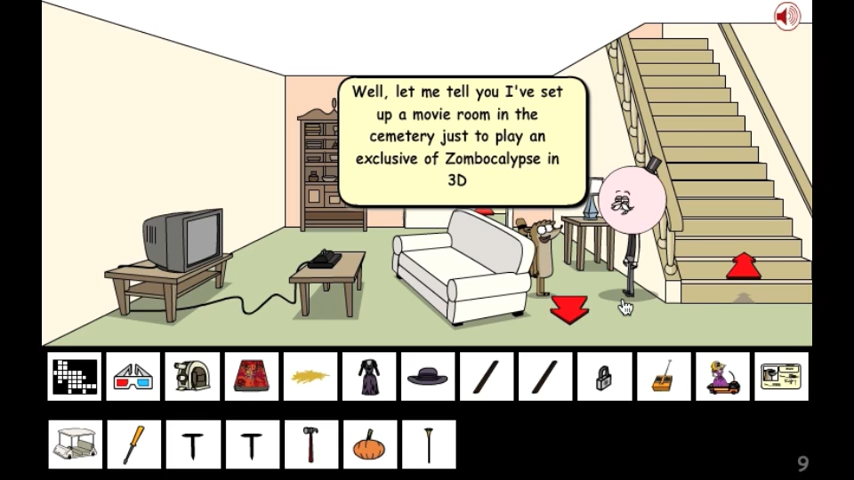 Well, let me tell you I've set
up a movie room in the
cemetery just to play an
exclusive of Zombocalypse in
3D
9